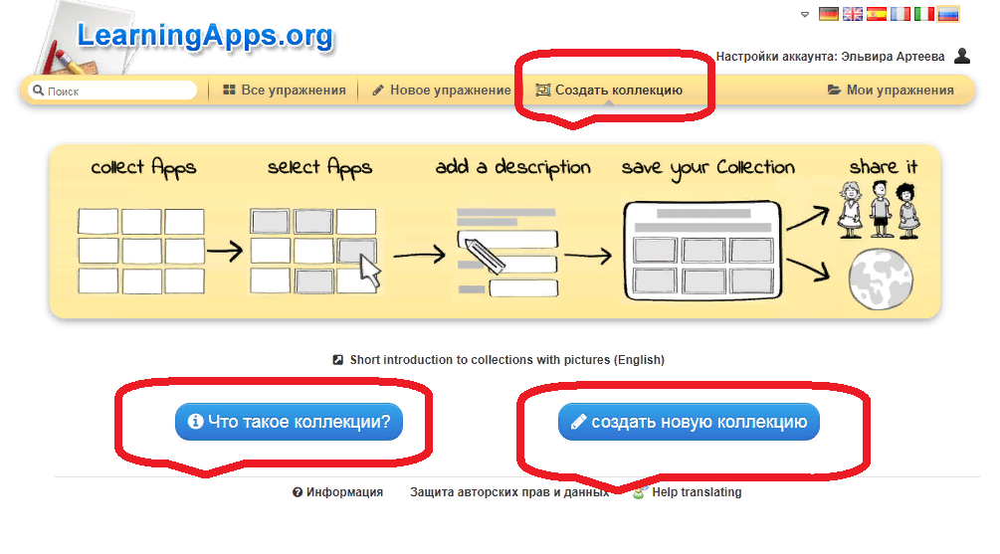 LearningApps.org
Настройки аккаунта: Эльвира Артеева
Поиск
Все упражнения
Новое упражнение
Создать коллекцию
Мои упражнения
collect Apps
select Apps
add a description
save your Collection
share it
Short introduction to collections with pictures (English)
Что такое коллекции?
создать новую коллекцию
Информация
Защита авторских прав и данных
Help translating